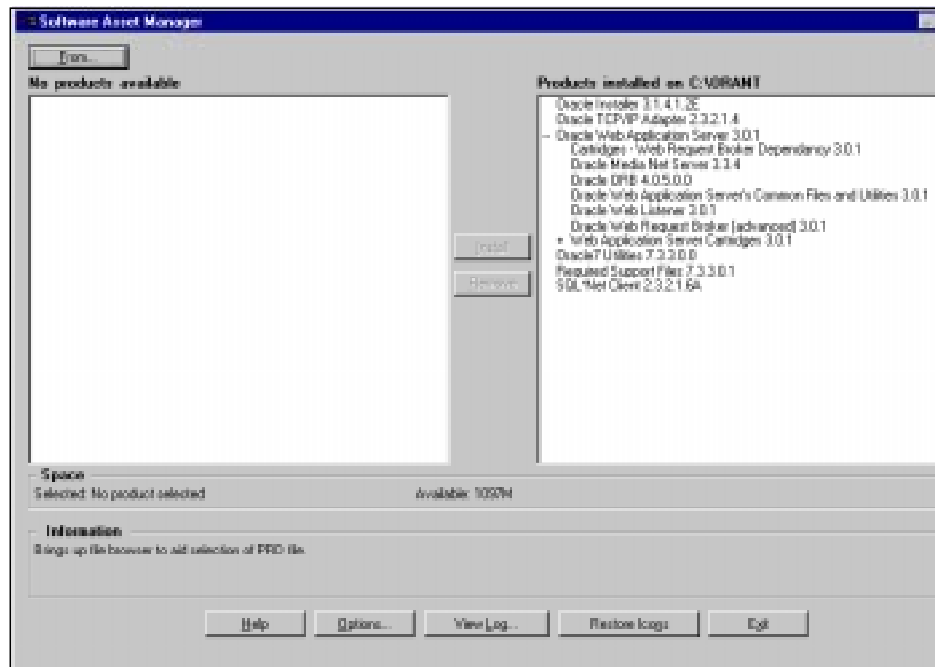 Software Asset Manager
From...
No products available
Products installed on C:\ORANT
Oracle Installer 3.1.4.1.2E
Oracle TCP/IP Adapter 2.3.2.1.4
- Oracle Web Application Server 3.0.1
Cartridges - Web Request Broker Dependancy 3.0.1
Oracle Media Net Server 3.3.4
Oracle ORB 4.0.5.0.0
Oracle Web Application Server's Common Files and Utilities 3.0.1
Oracle Web Listener 3.0.1
Oracle Web Request Broker [advanced] 3.0.1
+ Web Application Server Cartridges 3.0.1
Oracle7 Utilities 7.3.3.0.0
Required Support Files 7.3.3.0.1
SQL*Net Client 2.3.2.1.6A
Install
Remove
Space
Selected: No product selected
Available: 1097M
Information
Brings up file browser to aid selection of PRD file.
Help
Options...
View Log...
Restore Icons
Exit